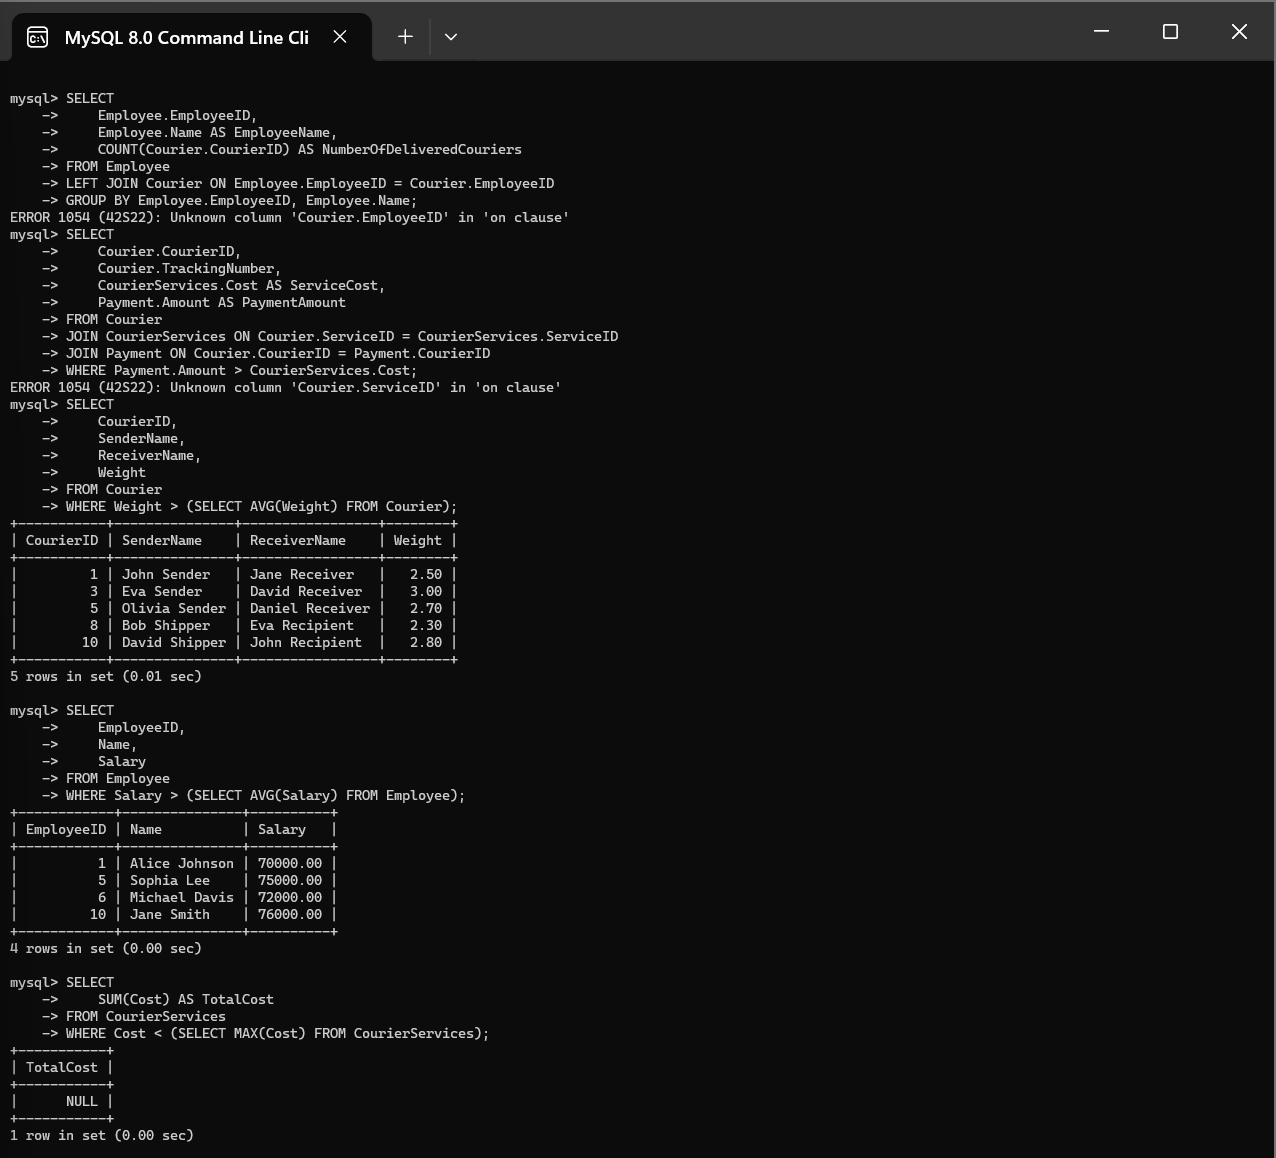 MySQL 8.0 Command Line Cli
mysql> SELECT
    ->     Employee.EmployeeID,
    ->     Employee.Name AS EmployeeName,
    ->     COUNT(Courier.CourierID) AS NumberOfDeliveredCouriers
    -> FROM Employee
    -> LEFT JOIN Courier ON Employee.EmployeeID = Courier.EmployeeID
    -> GROUP BY Employee.EmployeeID, Employee.Name;
ERROR 1054 (42S22): Unknown column 'Courier.EmployeeID' in 'on clause'
mysql> SELECT
    ->     Courier.CourierID,
    ->     Courier.TrackingNumber,
    ->     CourierServices.Cost AS ServiceCost,
    ->     Payment.Amount AS PaymentAmount
    -> FROM Courier
    -> JOIN CourierServices ON Courier.ServiceID = CourierServices.ServiceID
    -> JOIN Payment ON Courier.CourierID = Payment.CourierID
    -> WHERE Payment.Amount > CourierServices.Cost;
ERROR 1054 (42S22): Unknown column 'Courier.ServiceID' in 'on clause'
mysql> SELECT
    ->     CourierID,
    ->     SenderName,
    ->     ReceiverName,
    ->     Weight
    -> FROM Courier
    -> WHERE Weight > (SELECT AVG(Weight) FROM Courier);
+-----------+---------------+-----------------+--------+
| CourierID | SenderName    | ReceiverName    | Weight |
+-----------+---------------+-----------------+--------+
|         1 | John Sender   | Jane Receiver   |   2.50 |
|         3 | Eva Sender    | David Receiver  |   3.00 |
|         5 | Olivia Sender | Daniel Receiver |   2.70 |
|         8 | Bob Shipper   | Eva Recipient   |   2.30 |
|        10 | David Shipper | John Recipient  |   2.80 |
+-----------+---------------+-----------------+--------+
5 rows in set (0.01 sec)
mysql> SELECT
    ->     EmployeeID,
    ->     Name,
    ->     Salary
    -> FROM Employee
    -> WHERE Salary > (SELECT AVG(Salary) FROM Employee);
+------------+---------------+----------+
| EmployeeID | Name          | Salary   |
+------------+---------------+----------+
|          1 | Alice Johnson | 70000.00 |
|          5 | Sophia Lee    | 75000.00 |
|          6 | Michael Davis | 72000.00 |
|         10 | Jane Smith    | 76000.00 |
+------------+---------------+----------+
4 rows in set (0.00 sec)
mysql> SELECT
    ->     SUM(Cost) AS TotalCost
    -> FROM CourierServices
    -> WHERE Cost < (SELECT MAX(Cost) FROM CourierServices);
+-----------+
| TotalCost |
+-----------+
|      NULL |
+-----------+
1 row in set (0.00 sec)